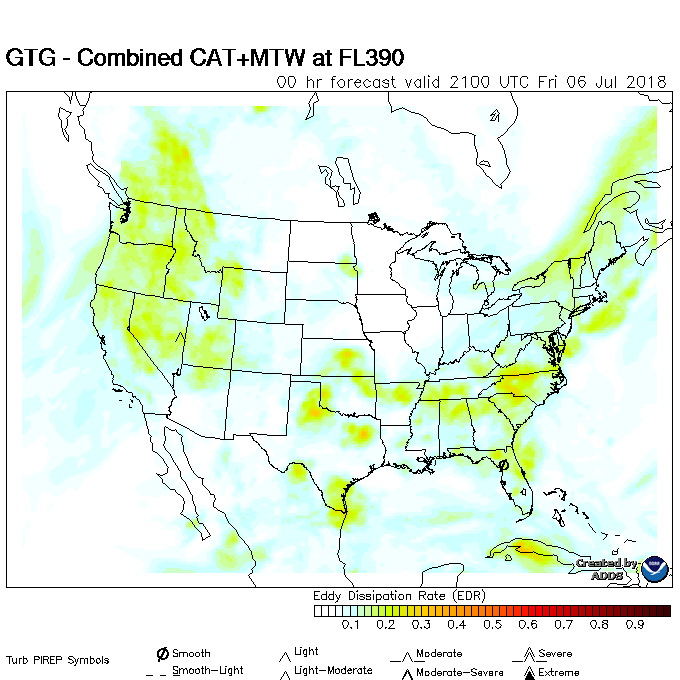 GTG - Combined CAT+MTW at FL390
00 hr forecast valid 2100 UTC Fri 06 Jul 2018
Created by
ADDS
Eddy Dissipation Rate (EDR)
0.1 0.2 0.3 0.4 0.5 0.6 0.7 0.8 0.9
Turb PIREP Symbols
Smooth Light Moderate Severe
Smooth-Light Light-Moderate Moderate-Severe Extreme